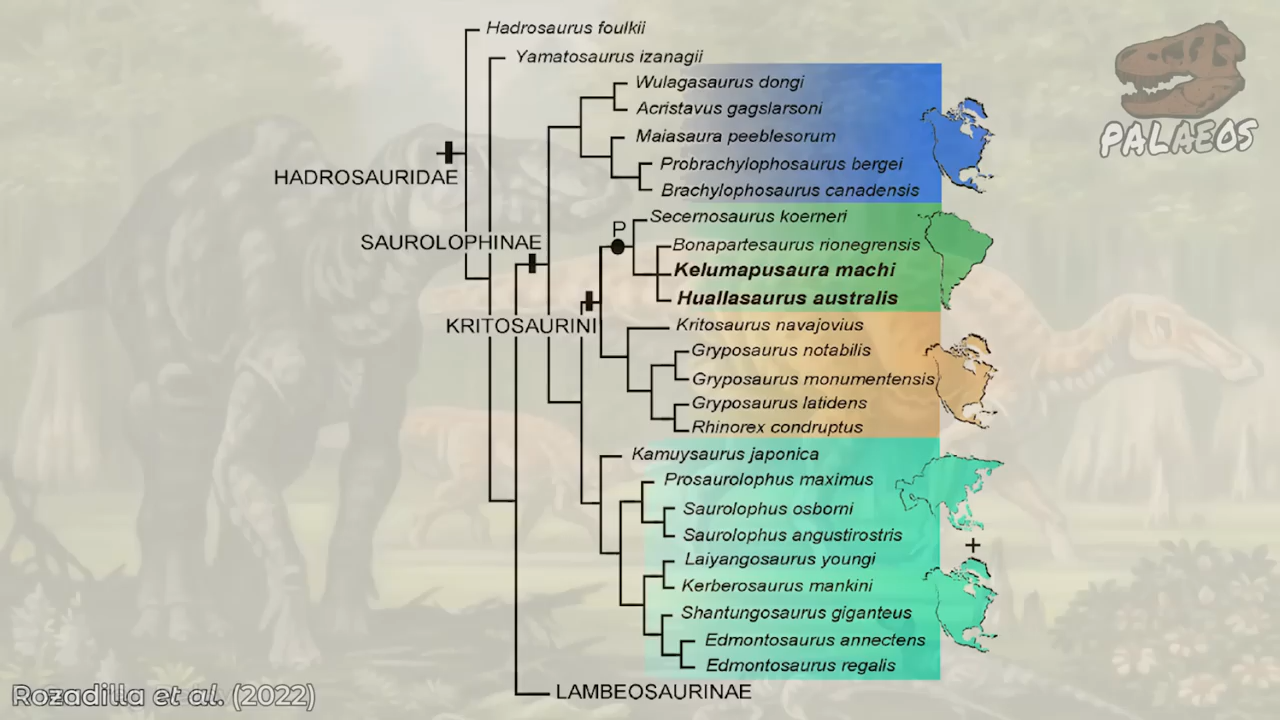 Hadrosaurus foulkii
Yamatosaurus izanagii
Wulagasaurus dongi
Acristavus gagslarsoni
PALAEOS
Maiasaura peeblesorum
Probrachylophosaurus bergei
HADROSAURIDAE
Brachylophosaurus canadensis
Secernosaurus koerneri
P
SAUROLOPHINAE
Bonapartesaurus rionegrensis
Kelumapusaura machi
Huallasaurus australis
KRITOSAURINI
Kritosaurus navajovius
Gryposaurus notabilis
Gryposaurus monumentensis
Gryposaurus latidens
Rhinorex condruptus
Kamuysaurus japonica
Prosaurolophus maximus
Saurolophus osborni
Saurolophus angustirostris
+
Laiyangosaurus youngi
Kerberosaurus mankini
Shantungosaurus giganteus
Edmontosaurus annectens
Edmontosaurus regalis
LAMBEOSAURINAE
Rozadilla et al. (2022)